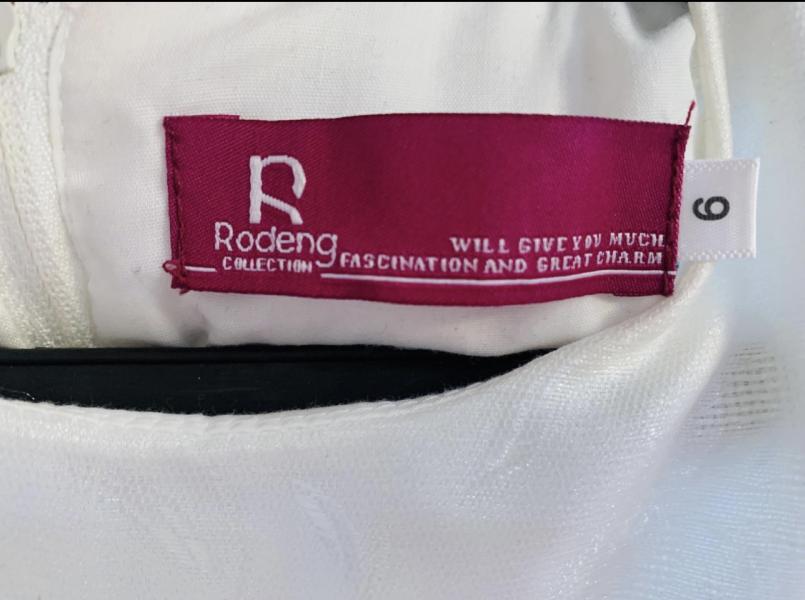 R
Rodeng
COLLECTION
WILL GIVE YOU MUCH
FASCINATION AND GREAT CHARM
6